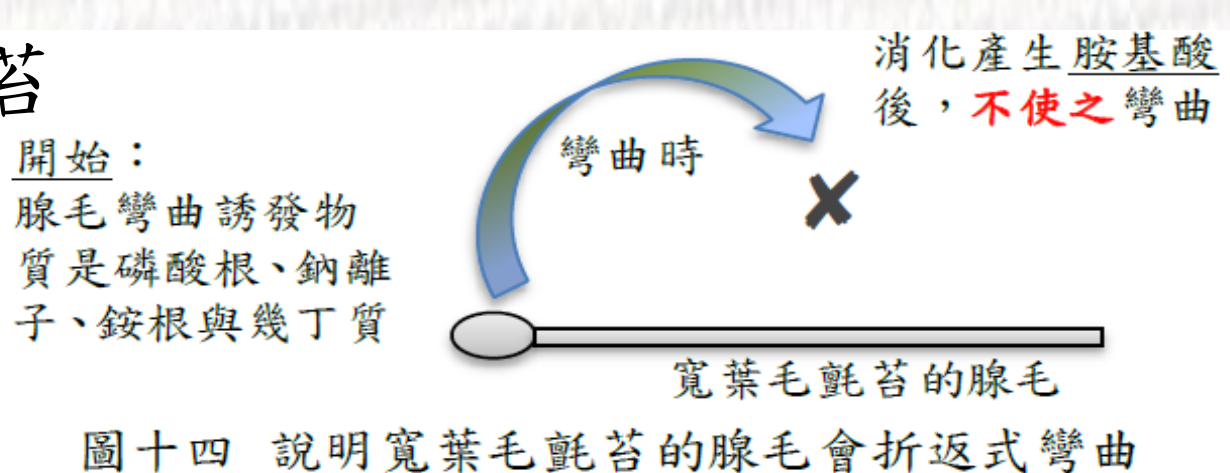 苔
開始：
腺毛彎曲誘發物
質是磷酸根、鈉離
子、銨根與幾丁質
彎曲時
消化產生胺基酸
後，不使之彎曲
寬葉毛氈苔的腺毛
圖十四 說明寬葉毛氈苔的腺毛會折返式彎曲